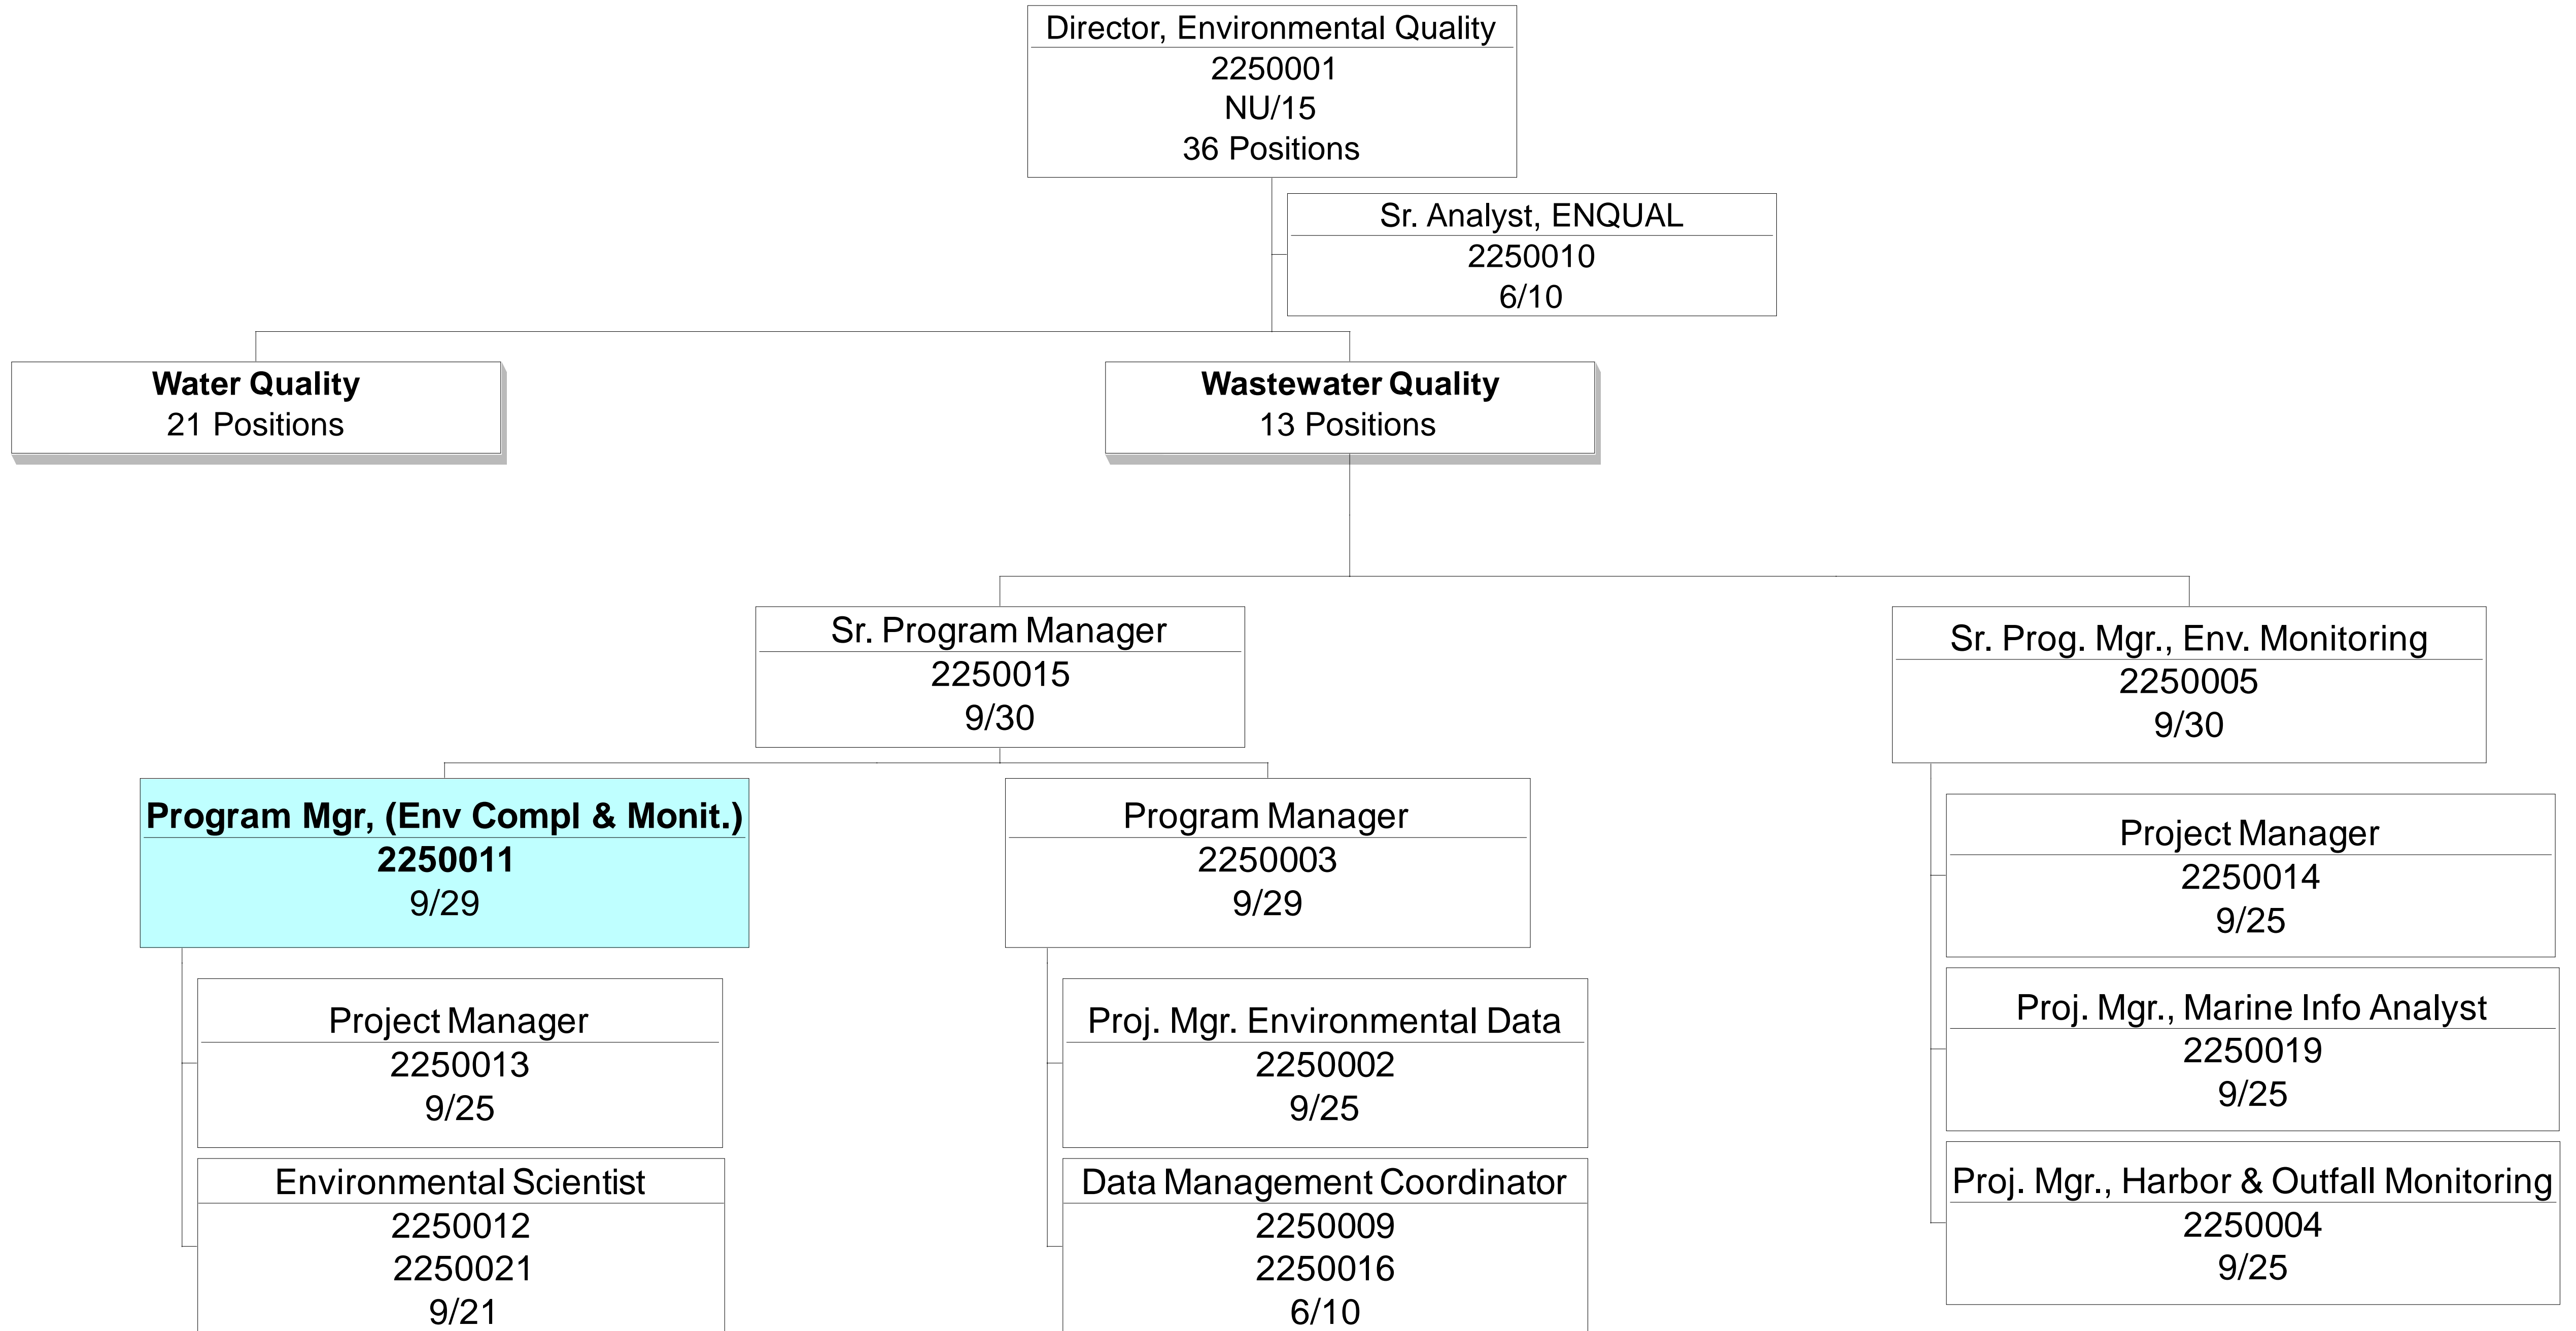 Director, Environmental Quality
2250001
NU/15
36 Positions
Sr. Analyst, ENQUAL
2250010
6/10
Water Quality
21 Positions
Wastewater Quality
13 Positions
Sr. Program Manager
2250015
9/30
Sr. Prog. Mgr., Env. Monitoring
2250005
9/30
Program Mgr, (Env Compl & Monit.)
2250011
9/29
Program Manager
2250003
9/29
Project Manager
2250014
9/25
Project Manager
2250013
9/25
Proj. Mgr. Environmental Data
2250002
9/25
Proj. Mgr., Marine Info Analyst
2250019
9/25
Environmental Scientist
2250012
2250021
9/21
Data Management Coordinator
2250009
2250016
6/10
Proj. Mgr., Harbor & Outfall Monitoring
2250004
9/25